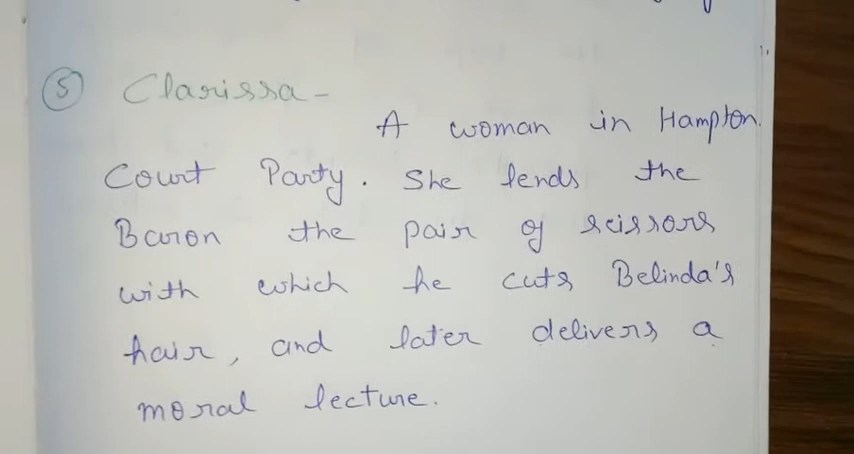 ⑤ Clarissa -
A woman in Hampton
Court Party. She lends the
Baron the pair of scissors
with which he cuts Belinda's
hair, and later delivers a
moral lecture.